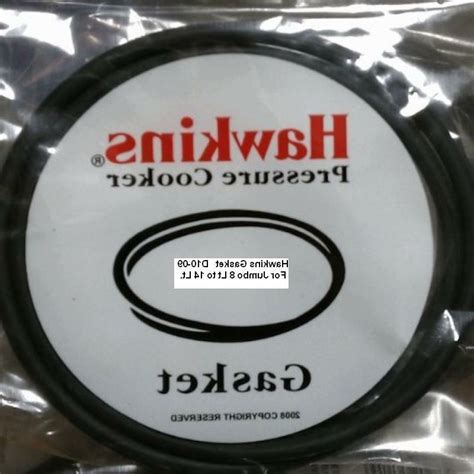 Hawkins®
Pressure Cooker
Hawkins Gasket D10-09
For Jumbo 8 Lt to 14 Lt.
Gasket
2008 COPYRIGHT RESERVED